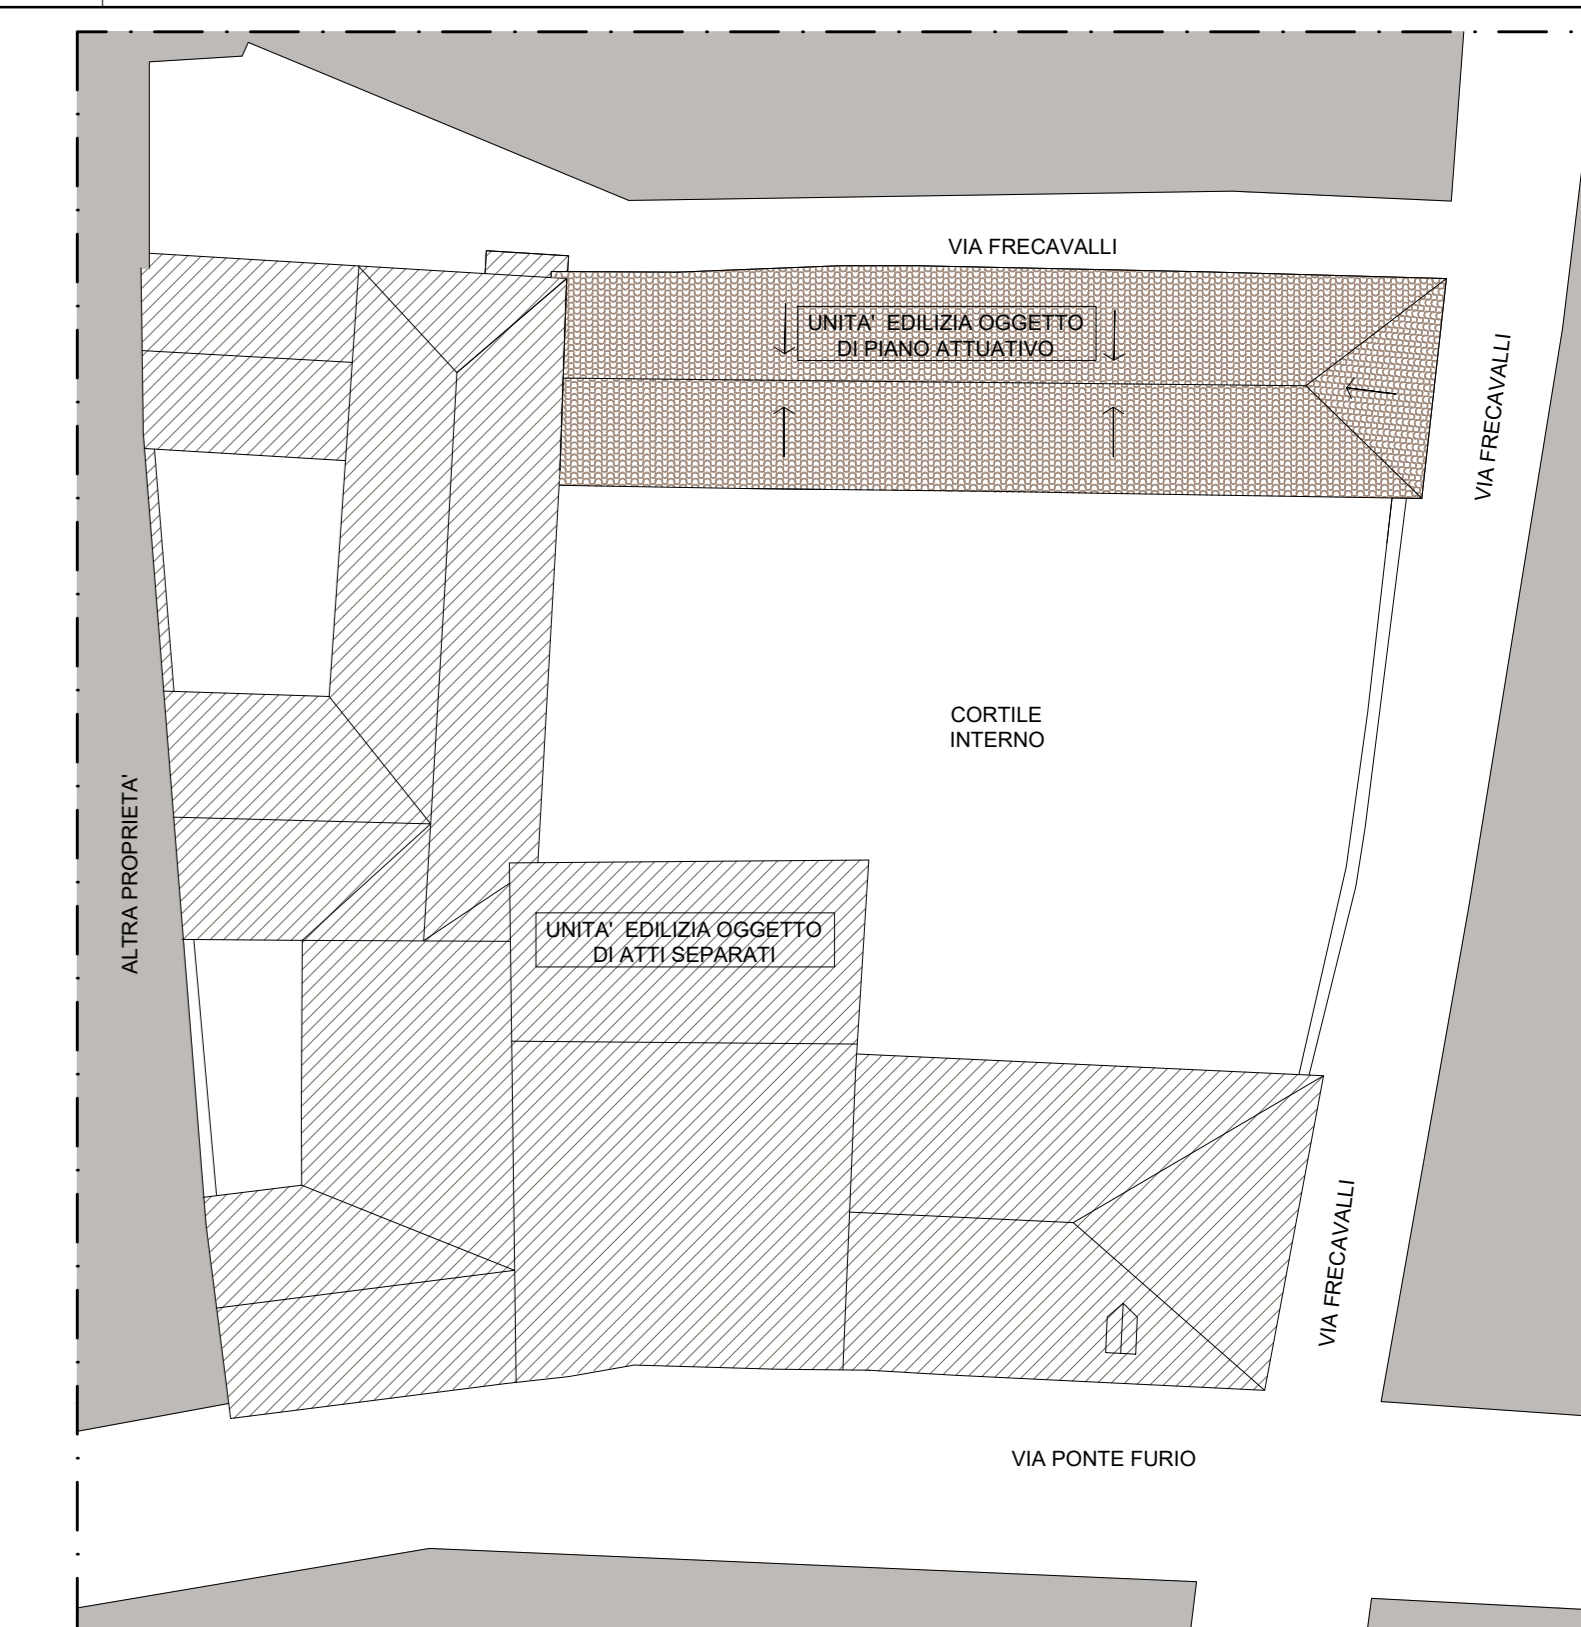 VIA FRECAVALLI
UNITA' EDILIZIA OGGETTO
DI PIANO ATTUATIVO
VIA FRECAVALLI
CORTILE
INTERNO
ALTRA PROPRIETA'
UNITA' EDILIZIA OGGETTO
DI ATTI SEPARATI
VIA FRECAVALLI
VIA PONTE FURIO